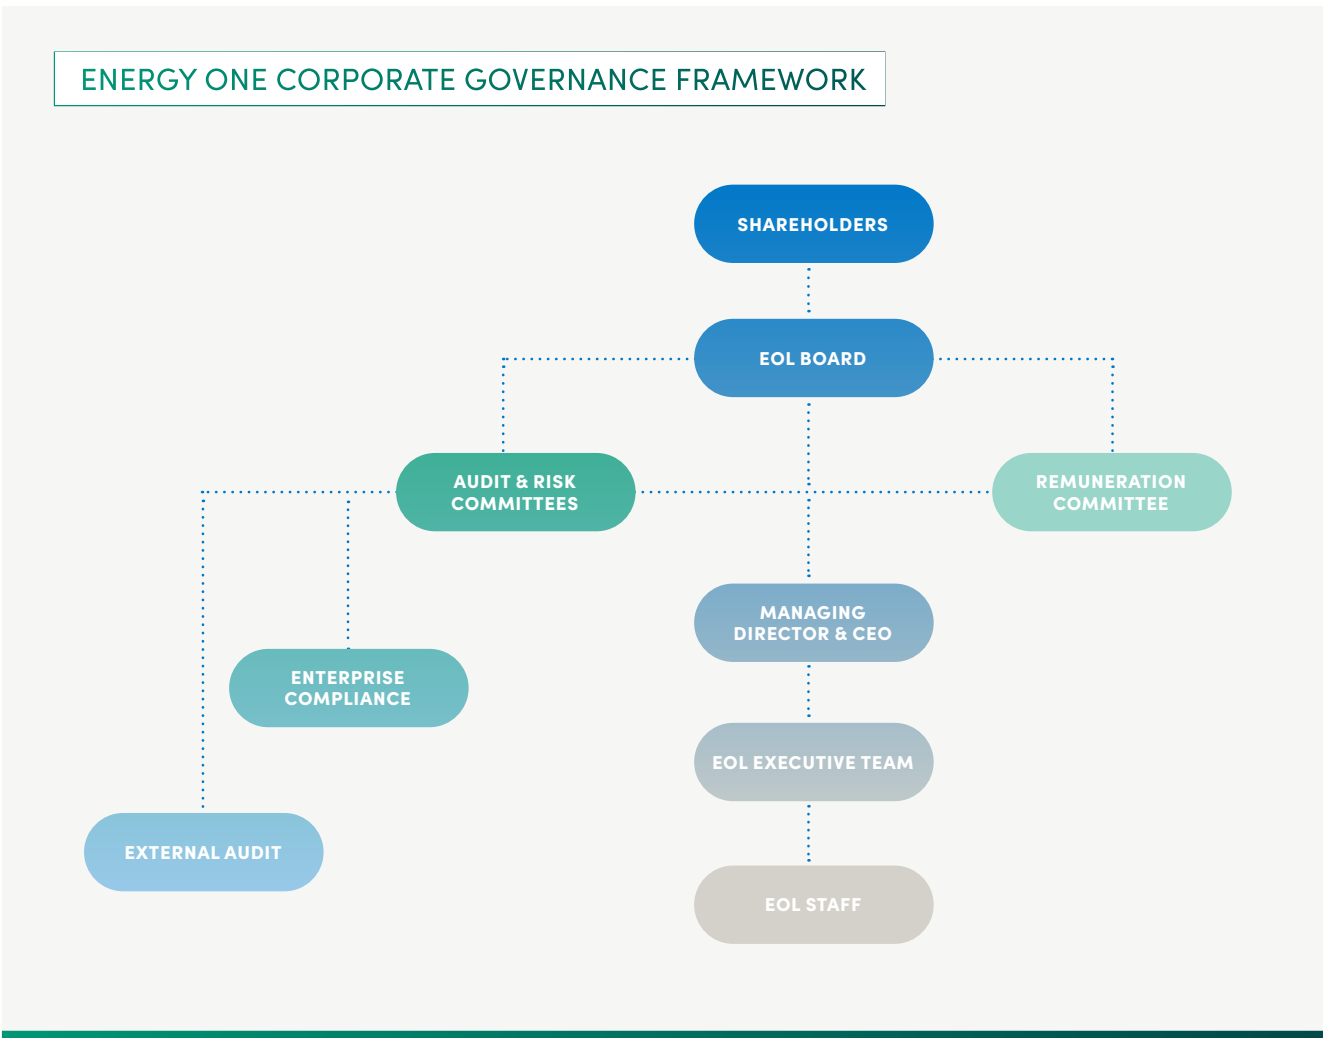 ENERGY ONE CORPORATE GOVERNANCE FRAMEWORK
SHAREHOLDERS
EOL BOARD
AUDIT & RISK
COMMITTEES
REMUNERATION
COMMITTEE
MANAGING
DIRECTOR & CEO
ENTERPRISE
COMPLIANCE
EOL EXECUTIVE TEAM
EXTERNAL AUDIT
EOL STAFF